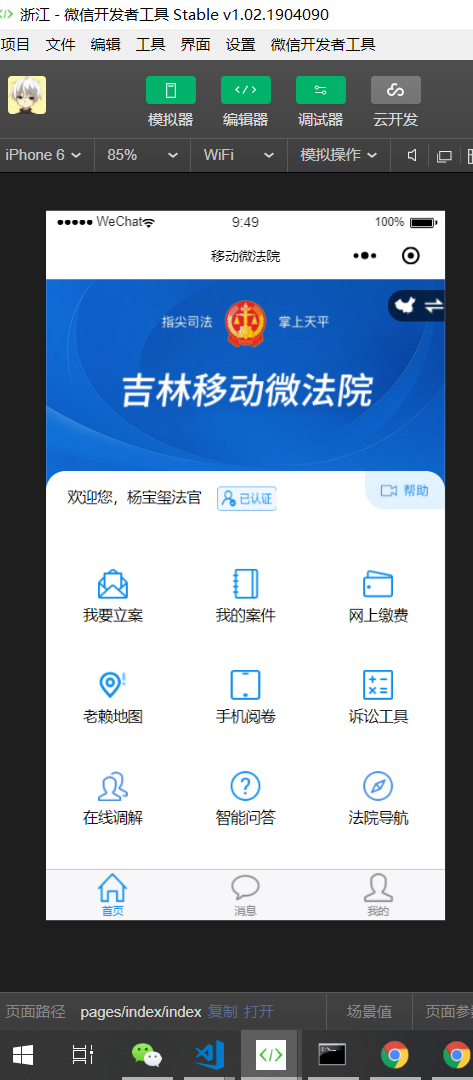 浙江 - 微信开发者工具 Stable v1.02.1904090
项目 文件 编辑 工具 界面 设置 微信开发者工具
模拟器 编辑器 调试器 云开发
iPhone 6 85% WiFi 模拟操作
WeChat 9:49 100%
移动微法院
指尖司法 掌上天平
吉林移动微法院
欢迎您，杨宝玺法官 已认证 帮助
我要立案 我的案件 网上缴费
老赖地图 手机阅卷 诉讼工具
在线调解 智能问答 法院导航
首页 消息 我的
页面路径 pages/index/index 复制 打开 场景值 页面参